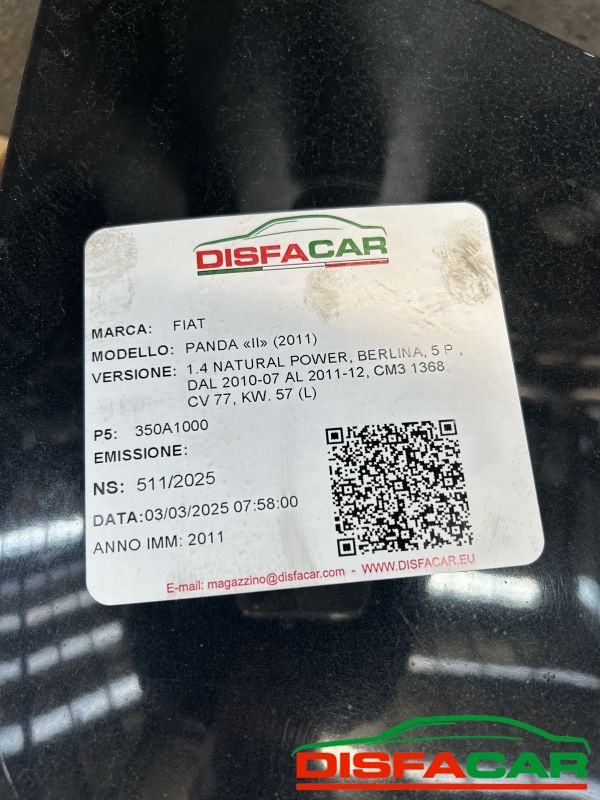 DISFACAR
MARCA: FIAT
MODELLO: PANDA «II» (2011)
VERSIONE: 1.4 NATURAL POWER, BERLINA, 5 P ,
DAL 2010-07 AL 2011-12, CM3 1368,
CV 77, KW. 57 (L)
P5: 350A1000
EMISSIONE:
NS: 511/2025
DATA:03/03/2025 07:58:00
ANNO IMM: 2011
E-mail: magazzino@disfacar.com - WWW.DISFACAR.EU
DISFACAR